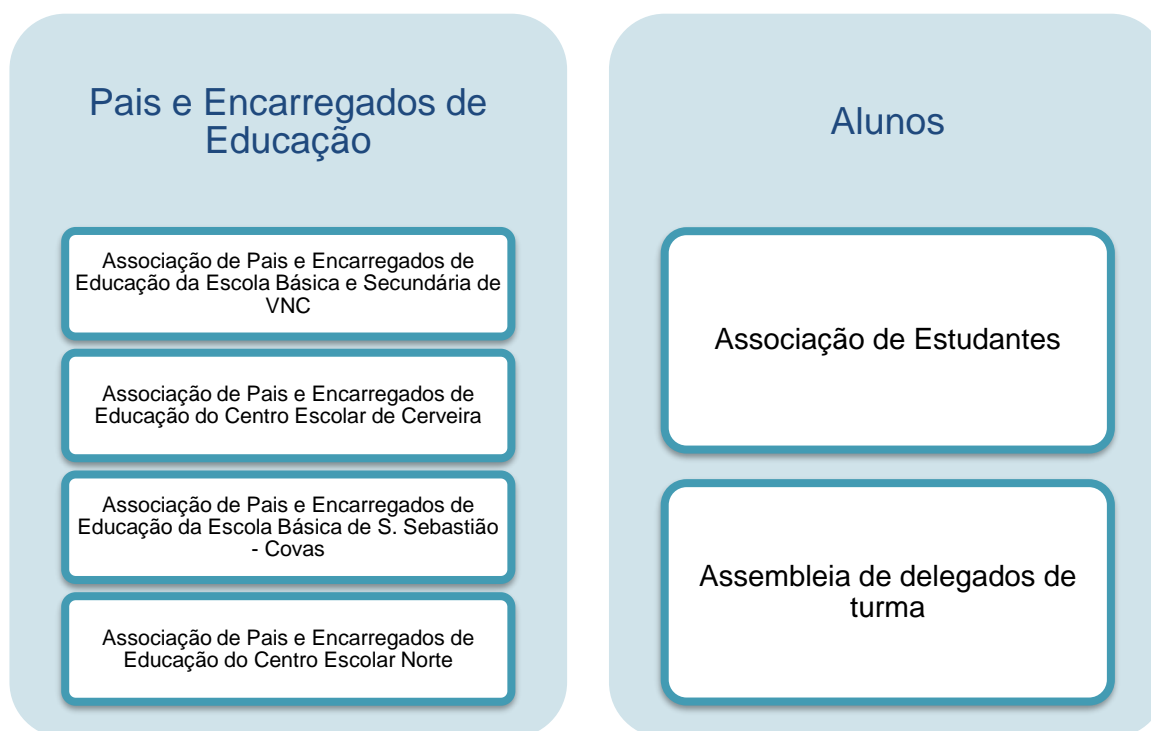 Pais e Encarregados de
Educação
Associação de Pais e Encarregados de
Educação da Escola Básica e Secundária de
VNC
Associação de Pais e Encarregados de
Educação do Centro Escolar de Cerveira
Associação de Pais e Encarregados de
Educação da Escola Básica de S. Sebastião
- Covas
Associação de Pais e Encarregados de
Educação do Centro Escolar Norte
Alunos
Associação de Estudantes
Assembleia de delegados de
turma